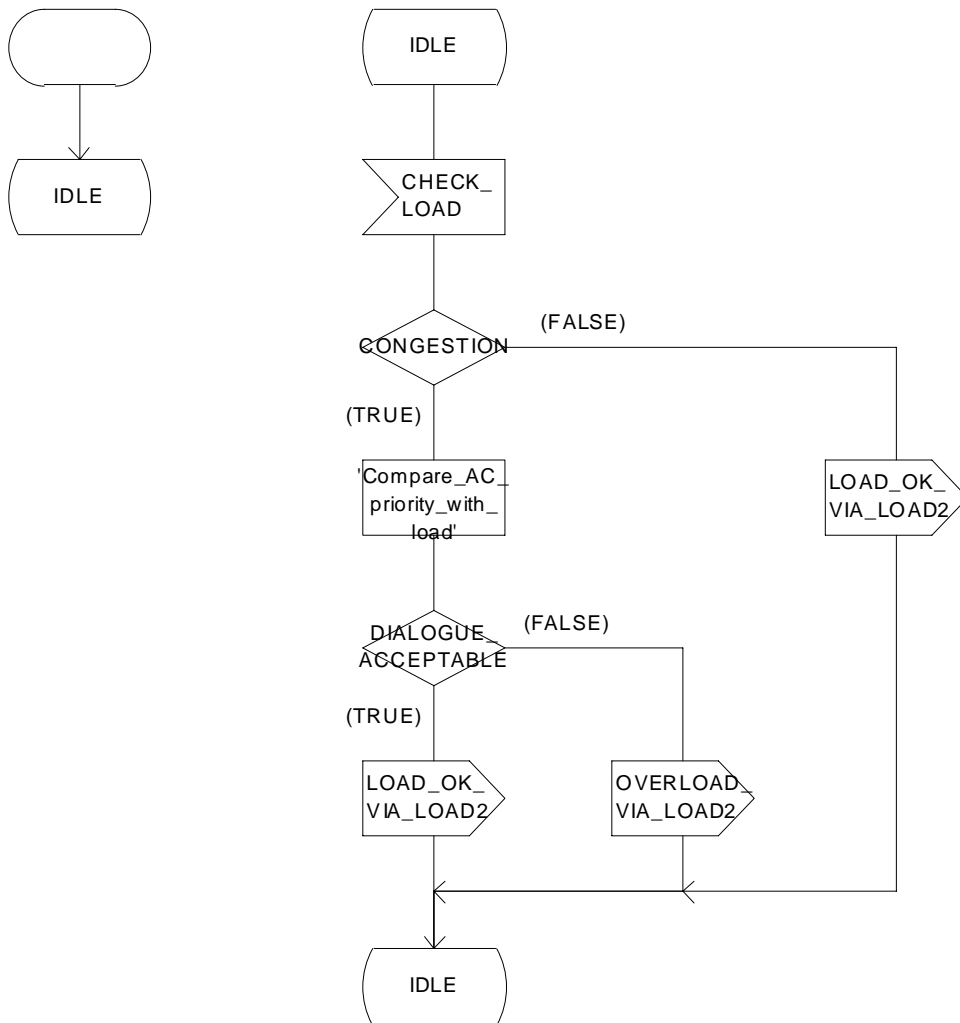 IDLE
IDLE
CHECK_
LOAD
CONGESTION
(FALSE)
(TRUE)
'Compare_AC_
priority_with_
load'
LOAD_OK_
VIA_LOAD2
DIALOGUE_
ACCEPTABLE
(FALSE)
(TRUE)
LOAD_OK_
VIA_LOAD2
OVERLOAD_
VIA_LOAD2
IDLE